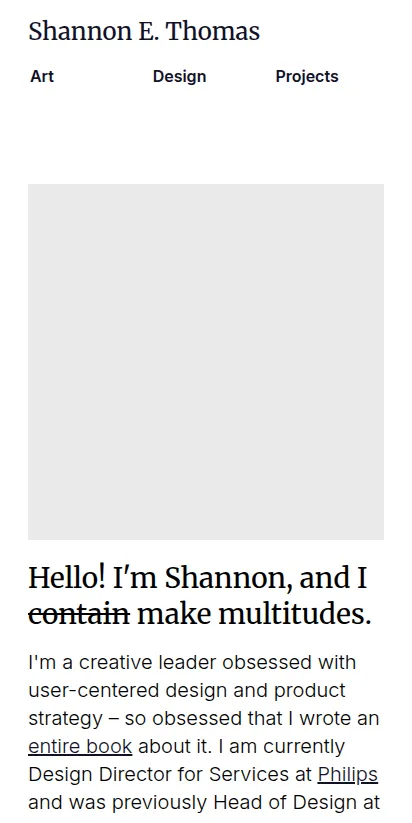 Shannon E. Thomas
Art Design Projects
Hello! I'm Shannon, and I
contain make multitudes.
I'm a creative leader obsessed with
user-centered design and product
strategy – so obsessed that I wrote an
entire book about it. I am currently
Design Director for Services at Philips
and was previously Head of Design at